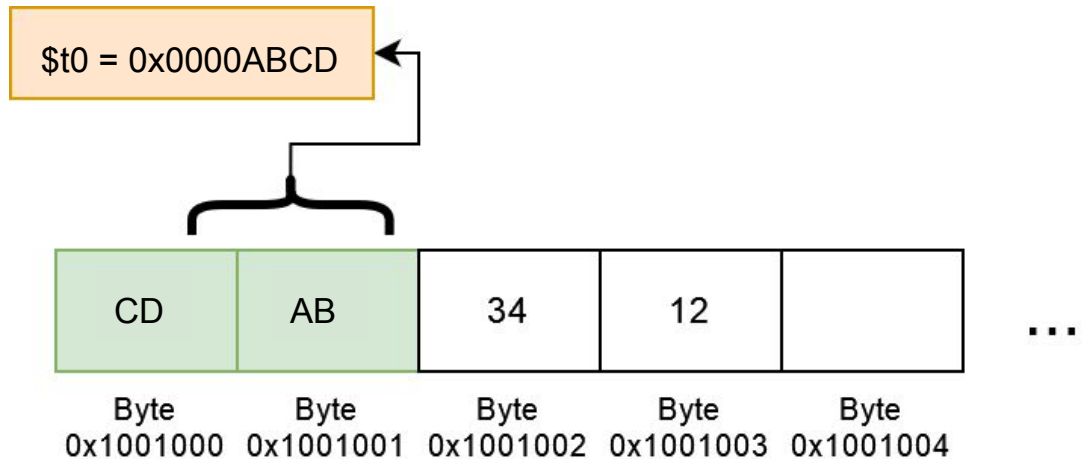 $t0 = 0x0000ABCD
CD AB 34 12 ...
Byte Byte Byte Byte Byte
0x1001000 0x1001001 0x1001002 0x1001003 0x1001004